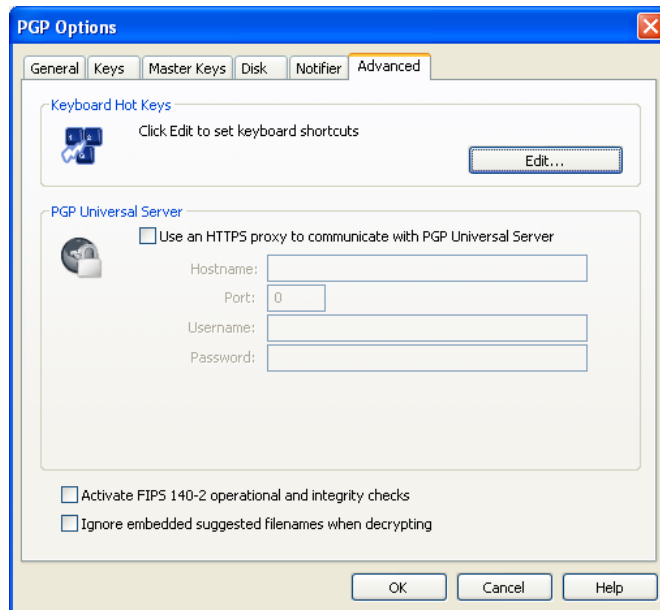 PGP Options
General Keys Master Keys Disk Notifier Advanced
Keyboard Hot Keys
Click Edit to set keyboard shortcuts
Edit...
PGP Universal Server
Use an HTTPS proxy to communicate with PGP Universal Server
Hostname:
Port: 0
Username:
Password:
Activate FIPS 140-2 operational and integrity checks
Ignore embedded suggested filenames when decrypting
OK Cancel Help